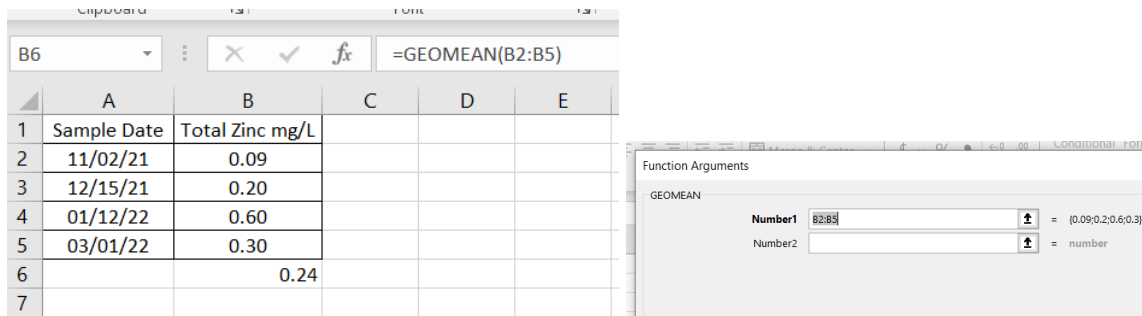 Clipboard Font
B6 fx =GEOMEAN(B2:B5)
A B C D E
1 Sample Date Total Zinc mg/L
2 11/02/21 0.09
3 12/15/21 0.20
4 01/12/22 0.60
5 03/01/22 0.30
6 0.24
7
Merge & Center $ % Conditional
Function Arguments
GEOMEAN
Number1 B2:B5 = {0.09;0.2;0.6;0.3}
Number2 = number